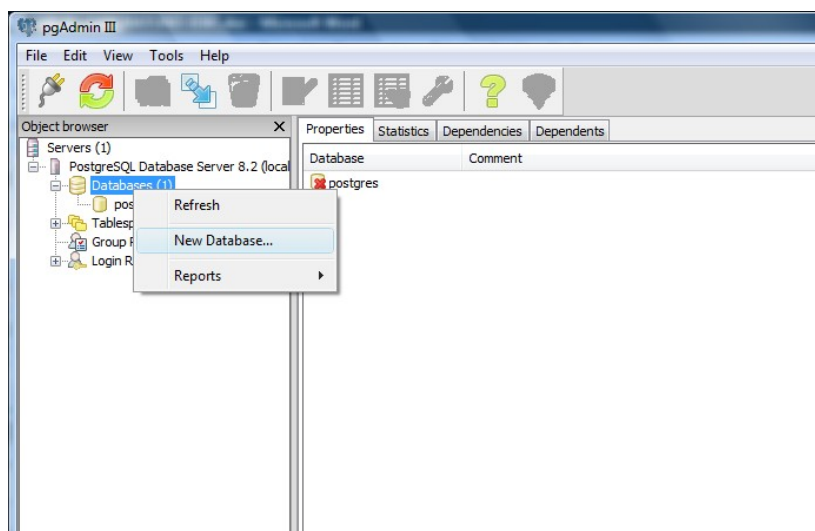 pgAdmin III
File Edit View Tools Help
Object browser X
Properties Statistics Dependencies Dependents
Servers (1)
PostgreSQL Database Server 8.2 (local
Databases (1)
pos
Tablesp
Group R
Login R
Refresh
New Database...
Reports
Database Comment
postgres